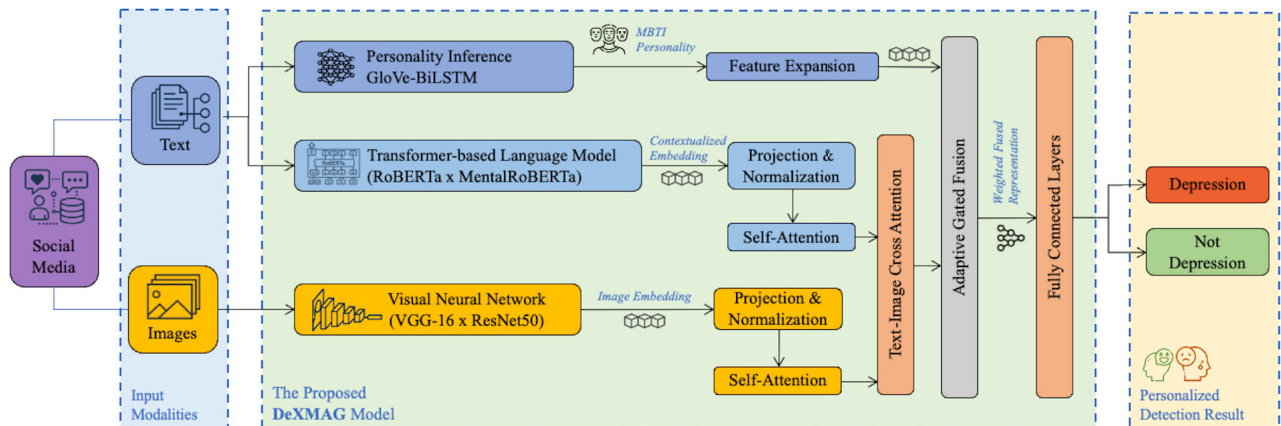 Social
Media
Text
Images
Input
Modalities
Personality Inference
GloVe-BiLSTM
MBTI
Personality
Feature Expansion
RoBERTa
Transformer-based Language Model
(RoBERTa x MentalRoBERTa)
Contextualized
Embedding
Projection &
Normalization
Self-Attention
Visual Neural Network
(VGG-16 x ResNet50)
Image Embedding
Projection &
Normalization
Self-Attention
Text-Image Cross Attention
Adaptive Gated Fusion
Weighted Fused
Representation
Fully Connected Layers
The Proposed
DeXMAG Model
Depression
Not
Depression
Personalized
Detection Result